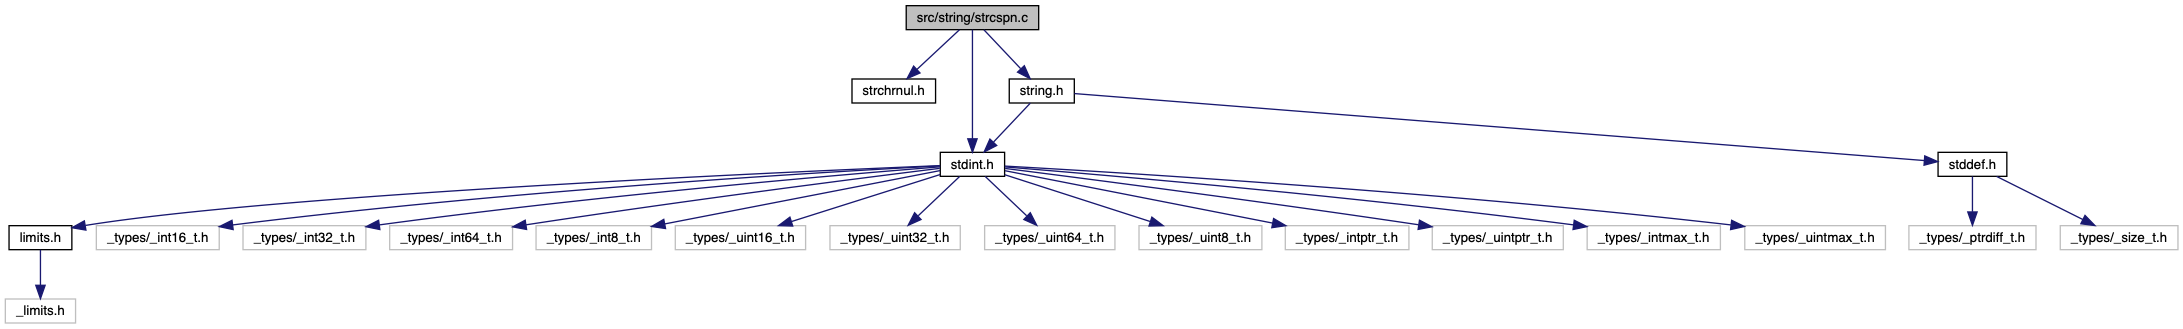 src/string/strcspn.c
strchrnul.h
string.h
stdint.h
stddef.h
limits.h
_types/_int16_t.h
_types/_int32_t.h
_types/_int64_t.h
_types/_int8_t.h
_types/_uint16_t.h
_types/_uint32_t.h
_types/_uint64_t.h
_types/_uint8_t.h
_types/_intptr_t.h
_types/_uintptr_t.h
_types/_intmax_t.h
_types/_uintmax_t.h
_types/_ptrdiff_t.h
_types/_size_t.h
_limits.h